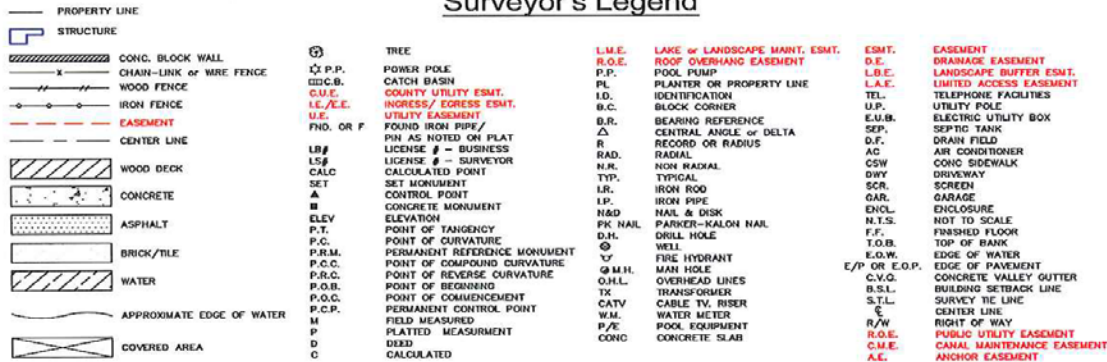 Surveyor's Legend
PROPERTY LINE
STRUCTURE
CONC. BLOCK WALL
CHAIN-LINK or WIRE FENCE
WOOD FENCE
IRON FENCE
EASEMENT
CENTER LINE
WOOD DECK
CONCRETE
ASPHALT
BRICK/TILE
WATER
APPROXIMATE EDGE OF WATER
COVERED AREA
TREE
P.P. POWER POLE
C.B. CATCH BASIN
C.U.E. COUNTY UTILITY ESMT.
I.E./E.E. INGRESS/ EGRESS ESMT.
U.E. UTILITY EASEMENT
FND. OR F FOUND IRON PIPE/
PIN AS NOTED ON PLAT
LB# LICENSE # - BUSINESS
LS# LICENSE # - SURVEYOR
CALC CALCULATED POINT
SET SET MONUMENT
▲ CONTROL POINT
■ CONCRETE MONUMENT
ELEV ELEVATION
P.T. POINT OF TANGENCY
P.C. POINT OF CURVATURE
P.R.M. PERMANENT REFERENCE MONUMENT
P.C.C. POINT OF COMPOUND CURVATURE
P.R.C. POINT OF REVERSE CURVATURE
P.O.B. POINT OF BEGINNING
P.O.C. POINT OF COMMENCEMENT
P.C.P. PERMANENT CONTROL POINT
M FIELD MEASURED
P PLATTED MEASURMENT
D DEED
C CALCULATED
L.M.E. LAKE or LANDSCAPE MAINT. ESMT.
R.O.E. ROOF OVERHANG EASEMENT
P.P. POOL PUMP
PL PLANTER OR PROPERTY LINE
I.D. IDENTIFICATION
B.C. BLOCK CORNER
B.R. BEARING REFERENCE
△ CENTRAL ANGLE or DELTA
R RECORD OR RADIUS
RAD. RADIAL
N.R. NON RADIAL
TYP. TYPICAL
I.R. IRON ROD
I.P. IRON PIPE
N&D NAIL & DISK
PK NAIL PARKER-KALON NAIL
D.H. DRILL HOLE
WELL
FIRE HYDRANT
M.H. MAN HOLE
O.H.L. OVERHEAD LINES
TX TRANSFORMER
CATV CABLE TV. RISER
W.M. WATER METER
P/E POOL EQUIPMENT
CONC CONCRETE SLAB
ESMT. EASEMENT
D.E. DRAINAGE EASEMENT
L.B.E. LANDSCAPE BUFFER ESMT.
L.A.E. LIMITED ACCESS EASEMENT
TEL. TELEPHONE FACILITIES
U.P. UTILITY POLE
E.U.B. ELECTRIC UTILITY BOX
SEP. SEPTIC TANK
D.F. DRAIN FIELD
AC AIR CONDITIONER
CSW CONC SIDEWALK
DWY DRIVEWAY
SCR. SCREEN
GAR. GARAGE
ENCL. ENCLOSURE
N.T.S. NOT TO SCALE
F.F. FINISHED FLOOR
T.O.B. TOP OF BANK
E.O.W. EDGE OF WATER
E/P OR E.O.P. EDGE OF PAVEMENT
C.V.G. CONCRETE VALLEY GUTTER
B.S.L. BUILDING SETBACK LINE
S.T.L. SURVEY TIE LINE
℄ CENTER LINE
R/W RIGHT OF WAY
R.O.E. PUBLIC UTILITY EASEMENT
C.M.E. CANAL MAINTENANCE EASEMENT
A.E. ANCHOR EASEMENT